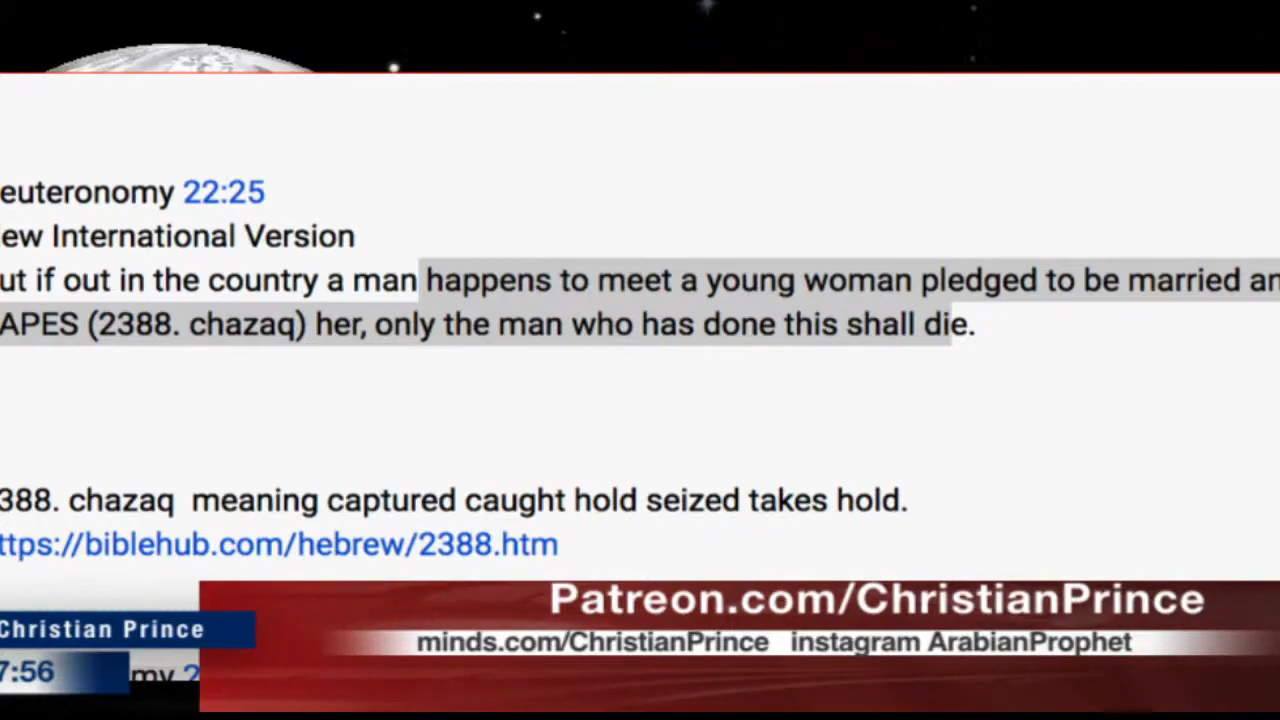 euteronomy 22:25
ew International Version
ut if out in the country a man happens to meet a young woman pledged to be married an
APES (2388. chazaq) her, only the man who has done this shall die.
388. chazaq meaning captured caught hold seized takes hold.
ttps://biblehub.com/hebrew/2388.htm
Patreon.com/ChristianPrince
Christian Prince
minds.com/ChristianPrince instagram ArabianProphet
7:56
my 2